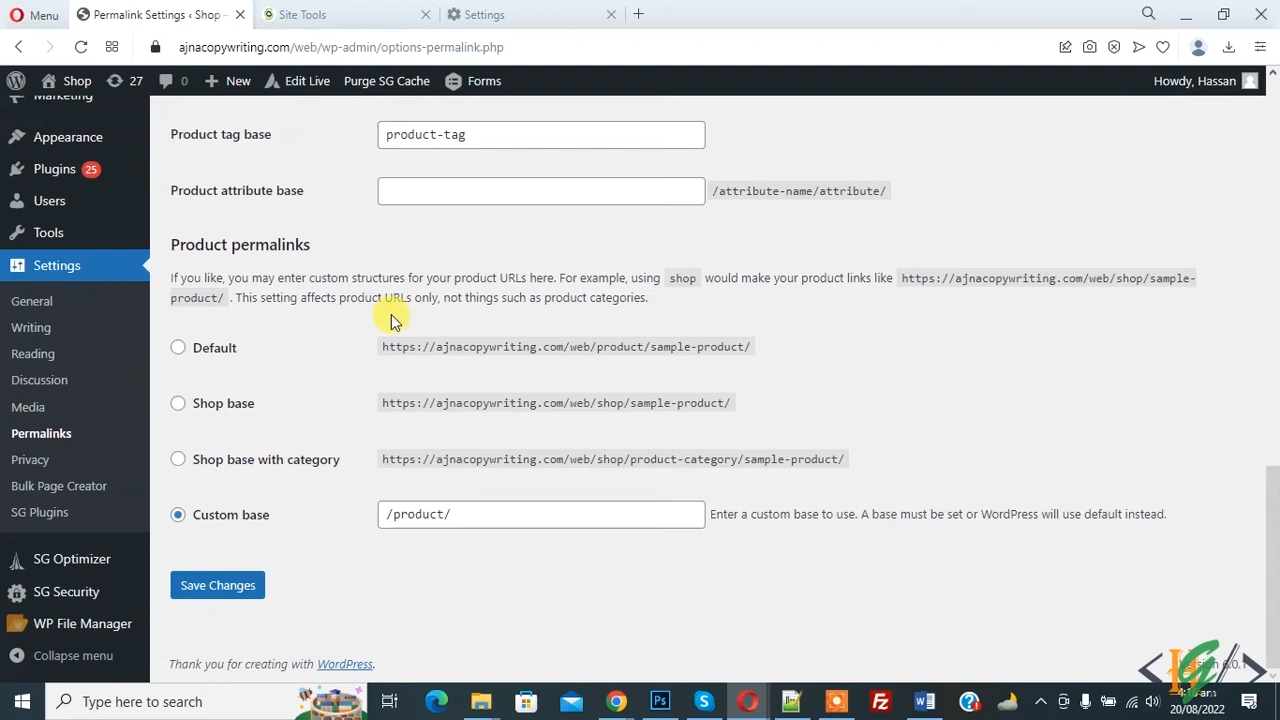 Menu
Permalink Settings ‹ Shop -
Site Tools
Settings
ajnacopywriting.com/web/wp-admin/options-permalink.php
Shop
27
0
New
Edit Live
Purge SG Cache
Forms
Howdy, Hassan
Marketing
Appearance
Plugins 25
Users
Tools
Settings
General
Writing
Reading
Discussion
Media
Permalinks
Privacy
Bulk Page Creator
SG Plugins
SG Optimizer
SG Security
WP File Manager
Collapse menu
Product tag base
product-tag
Product attribute base
/attribute-name/attribute/
Product permalinks
If you like, you may enter custom structures for your product URLs here. For example, using shop would make your product links like https://ajnacopywriting.com/web/shop/sample-
product/ . This setting affects product URLs only, not things such as product categories.
Default
https://ajnacopywriting.com/web/product/sample-product/
Shop base
https://ajnacopywriting.com/web/shop/sample-product/
Shop base with category
https://ajnacopywriting.com/web/shop/product-category/sample-product/
Custom base
/product/
Enter a custom base to use. A base must be set or WordPress will use default instead.
Save Changes
Thank you for creating with WordPress.
Type here to search
20/08/2022